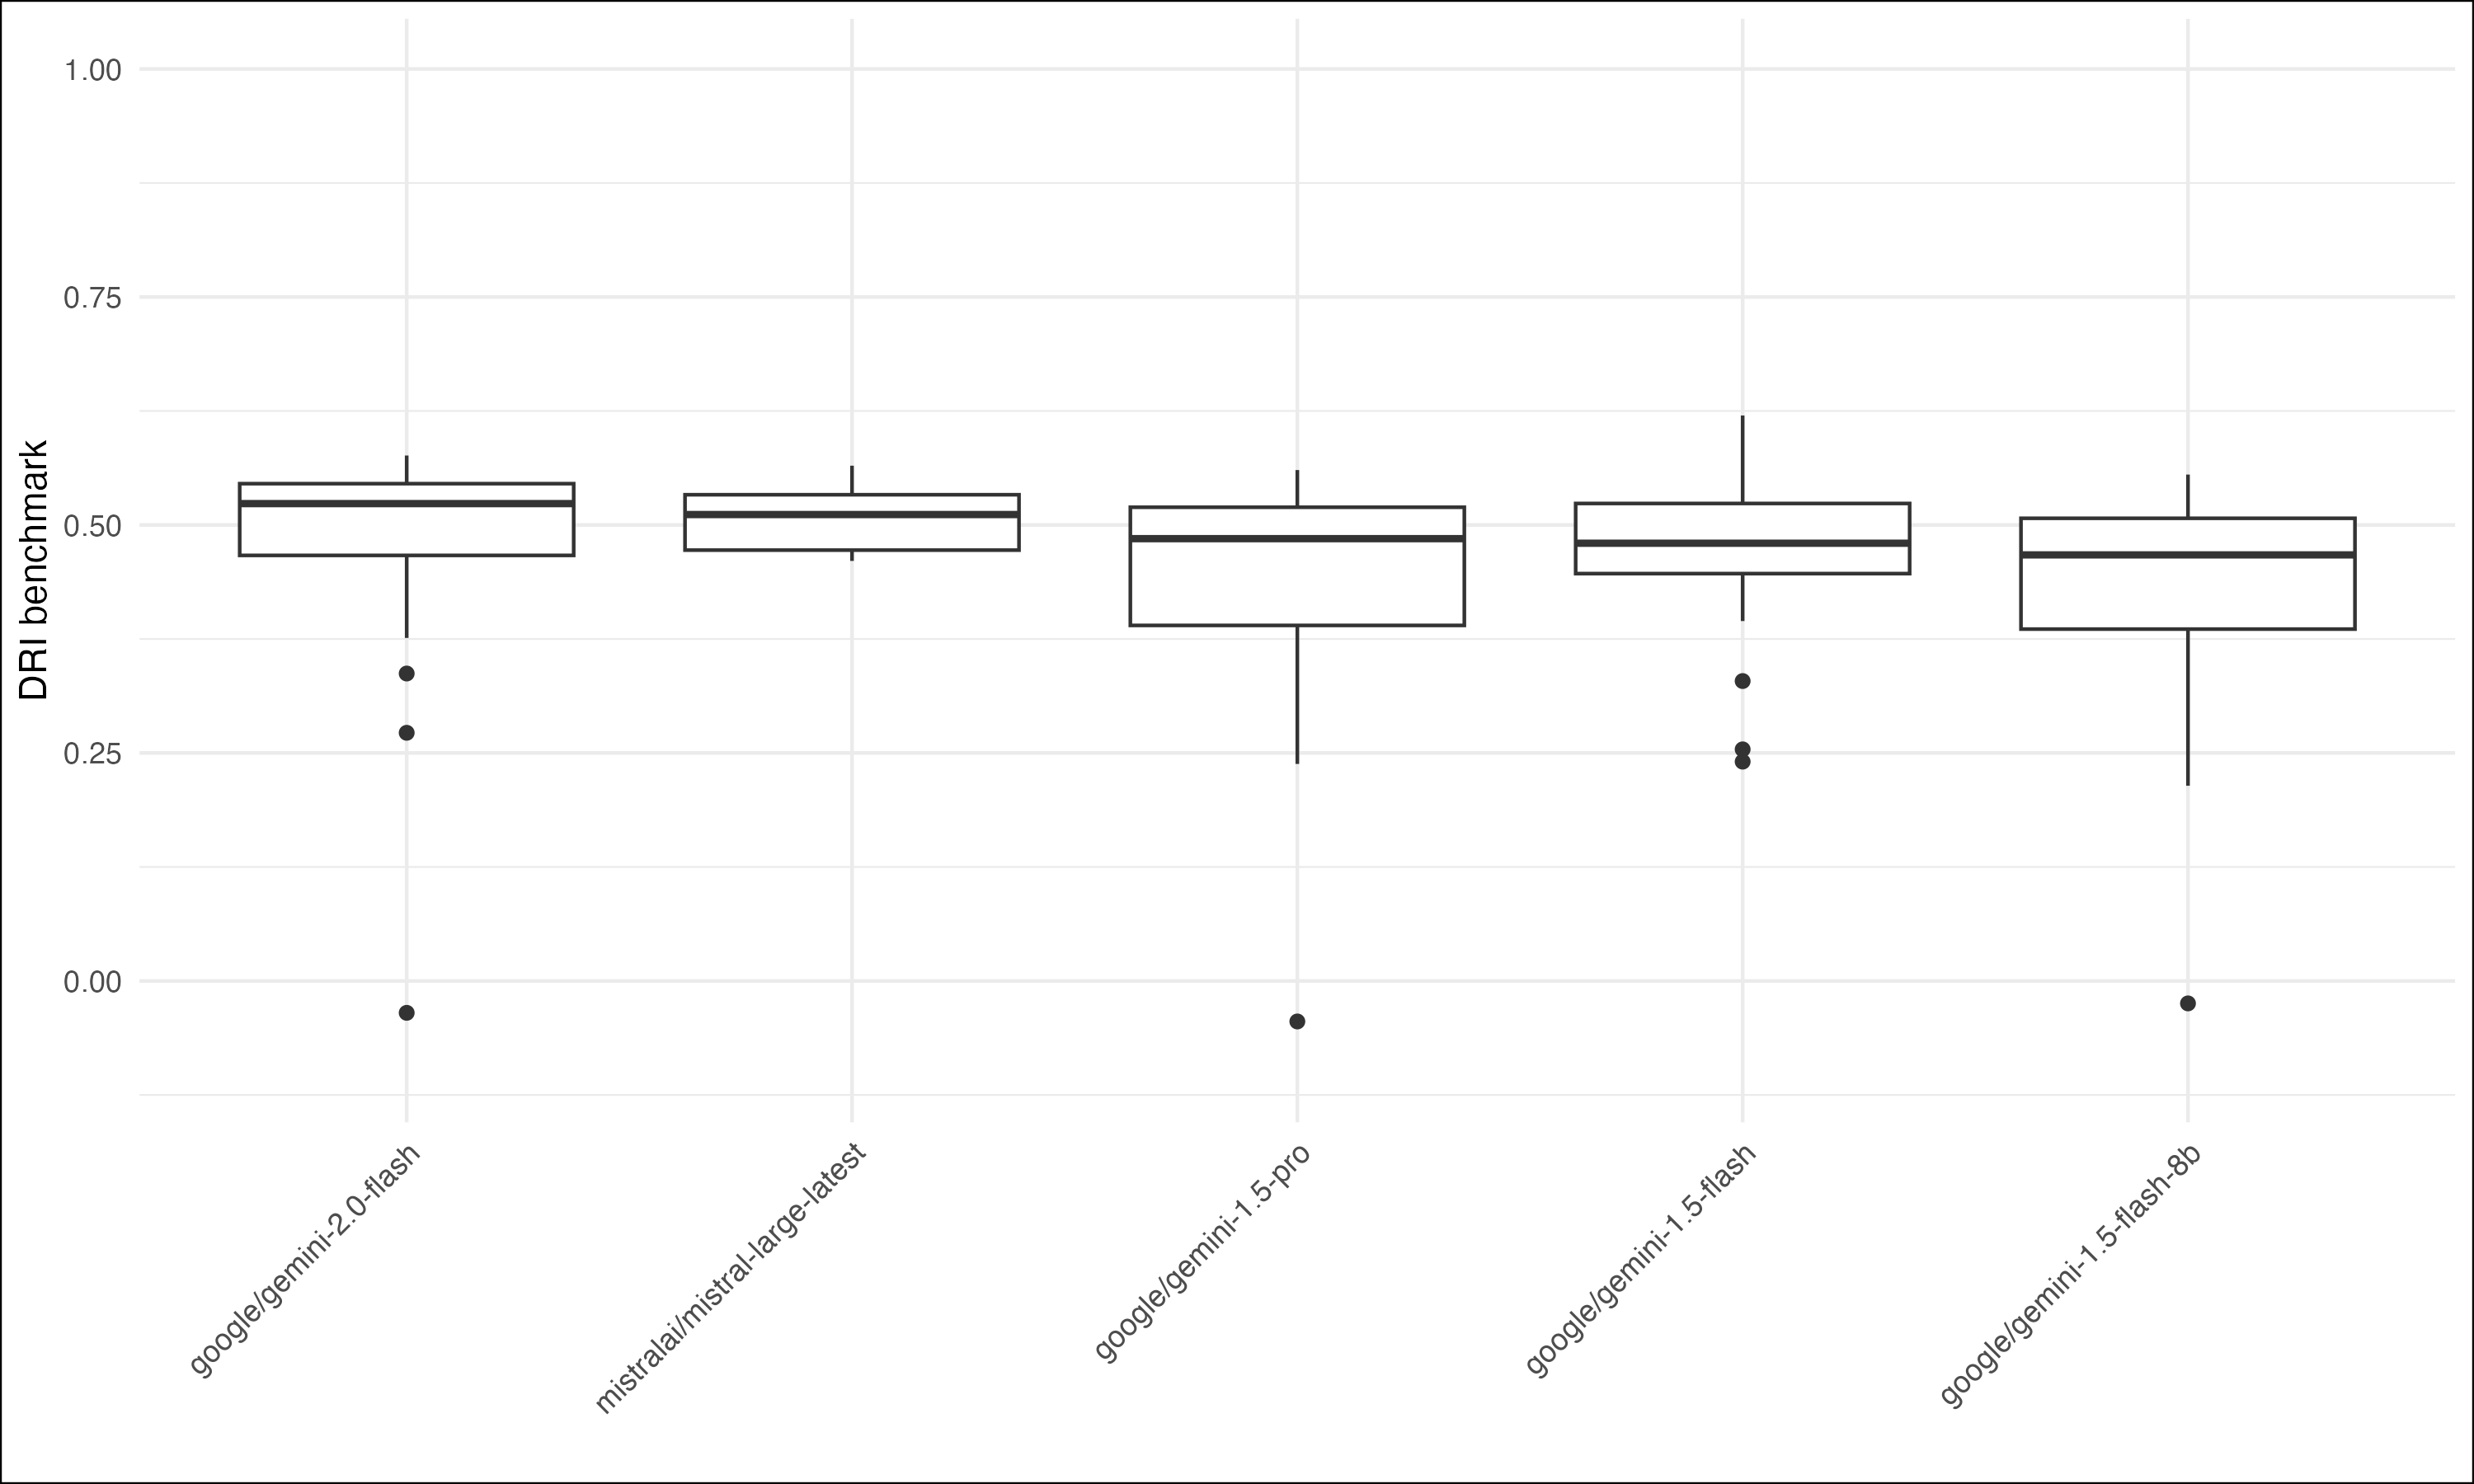 DRI benchmark
1.00
0.75
0.50
0.25
0.00
google/gemini-2.0-flash
mistralai/mistral-large-latest
google/gemini-1.5-pro
google/gemini-1.5-flash
google/gemini-1.5-flash-8b